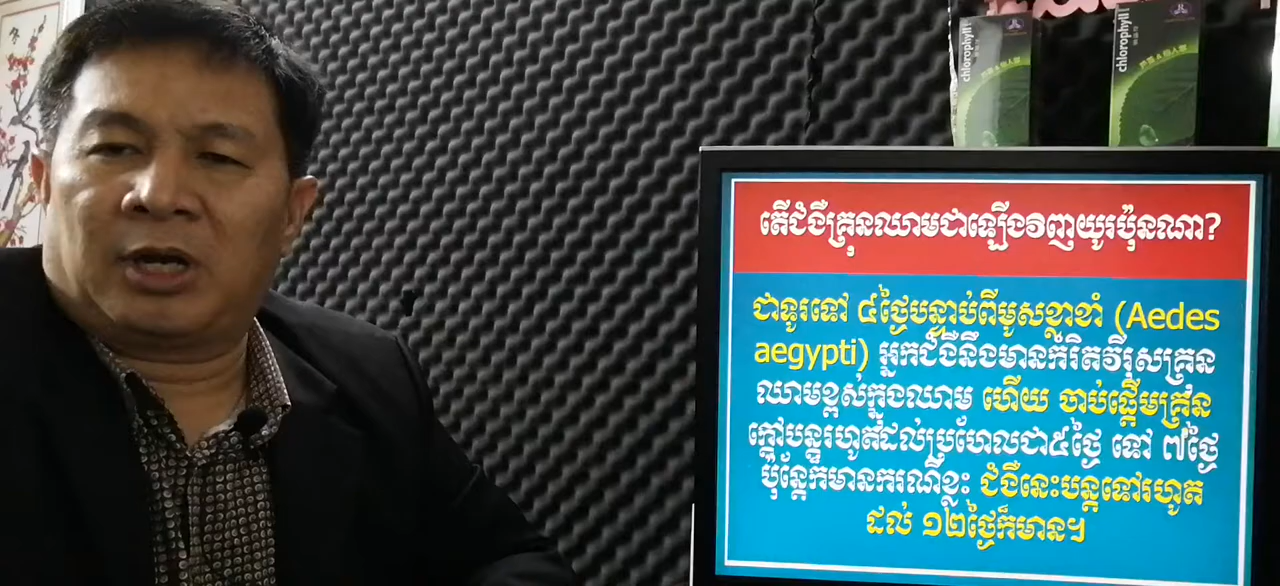 chlorophyll
chlorophyll
តើជំងឺគ្រុនឈាមជាឡើងវិញយូរប៉ុនណា?
ជាទូរទៅ ៤ថ្ងៃបន្ទាប់ពីមូសខ្លាខាំ (Aedes
aegypti) អ្នកជំងឺនឹងមានកំរិតវីរុសគ្រុន
ឈាមខ្ពស់ក្នុងឈាម ហើយ ចាប់ផ្តើមគ្រុន
ក្តៅបន្តរហូតដល់ប្រហែលជា៥ថ្ងៃ ទៅ ៧ថ្ងៃ
ប៉ុន្តែក៏មានករណីខ្លះ ជំងឺនេះបន្តទៅរហូត
ដល់ ១២ថ្ងៃក៏មាន។